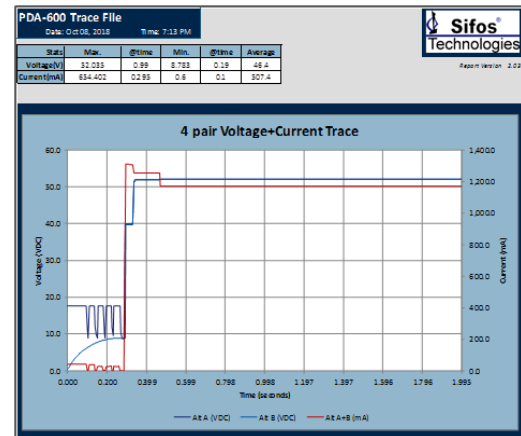 PDA-600 Trace File
Date: Oct 08, 2018 Time: 7:13 PM
Sifos®
Technologies
Report Version 2.02
Stats Max. @time Min. @time Average
Voltage(V) 52.035 0.99 8.783 0.19 46.4
Current(mA) 654.402 0.295 0.6 0.1 507.4
4 pair Voltage+Current Trace
60.0 1,400.0
50.0 1,200.0
40.0 1,000.0
30.0 800.0
20.0 600.0
10.0 400.0
0.0 200.0
0.0
Voltage (VDC)
Current (mA)
0.000 0.200 0.399 0.599 0.798 0.998 1.197 1.397 1.596 1.796 1.995
Time (seconds)
Alt A (VDC) Alt B (VDC) Alt A+B (mA)